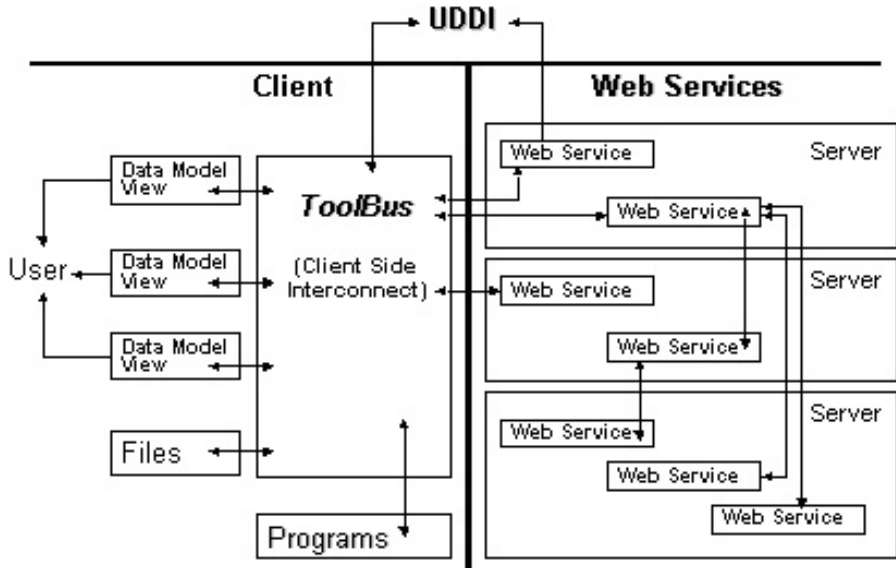 UDDI
Client
Web Services
Data Model
View
Data Model
View
Data Model
View
User
Files
ToolBus
(Client Side
Interconnect)
Programs
Web Service
Server
Web Service
Server
Web Service
Web Service
Server
Web Service
Web Service
Web Service